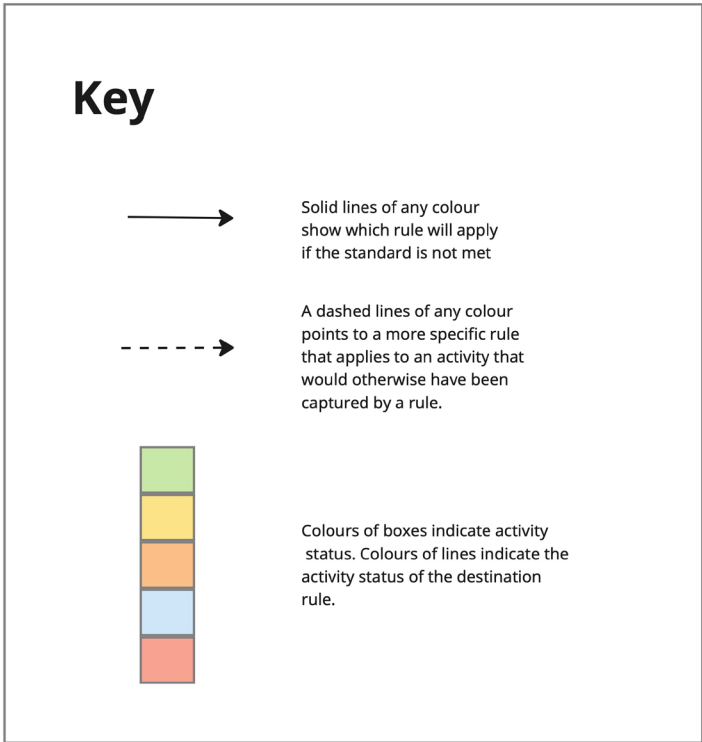 Key
Solid lines of any colour
show which rule will apply
if the standard is not met
A dashed lines of any colour
points to a more specific rule
that applies to an activity that
would otherwise have been
captured by a rule.
Colours of boxes indicate activity
status. Colours of lines indicate the
activity status of the destination
rule.